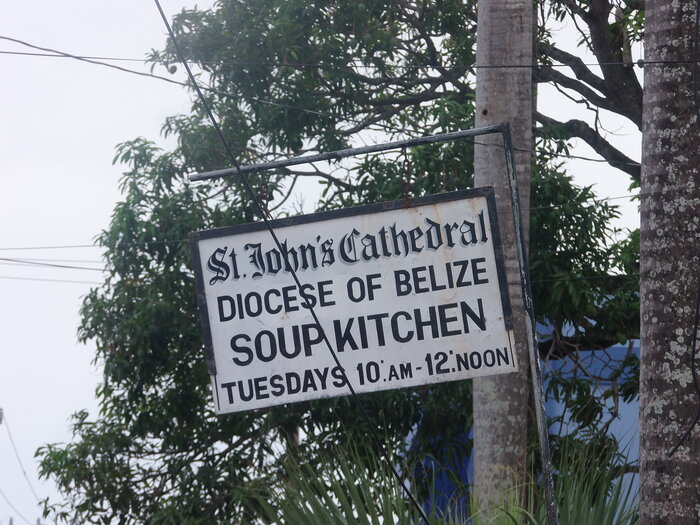 St. John's Cathedral
DIOCESE OF BELIZE
SOUP KITCHEN
TUESDAYS 10:AM - 12:NOON